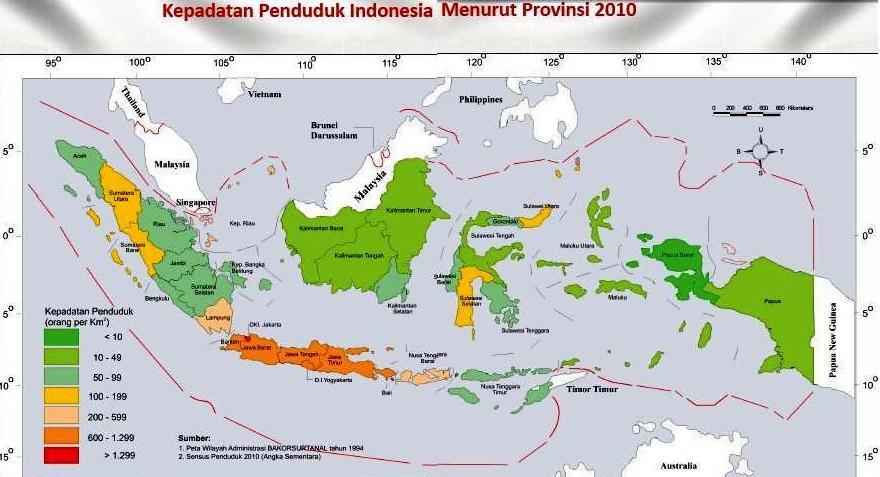 Kepadatan Penduduk Indonesia Menurut Provinsi 2010
95° 100° 105° 110° 115° 120° 125° 130° 135° 140°
Thailand
Vietnam
Philippines
0 200 400 600 800 Kilometers
Brunei
Darussalam
U
B T
S
5° 5°
Aceh
Malaysia
Malaysia
Sumatera
Utara
Singapore
Kalimantan Timur
Sulawesi Utara
Riau
Kep. Riau
Kalimantan Barat
Gorontalo
0° 0°
Sumatera
Barat
Sulawesi Tengah
Maluku Utara
Kalimantan Tengah
Papua Barat
Jambi
Kep. Bangka
Belitung
Sulawesi
Barat
Sumatera
Selatan
Bengkulu
Kalimantan
Selatan
Sulawesi
Selatan
Maluku
Papua
Papua New Guinea
Kepadatan Penduduk
(orang per Km²)
Lampung
5° 5°
DKI. Jakarta
Sulawesi Tenggara
< 10
10 - 49
50 - 99
100 - 199
200 - 599
600 - 1.299
> 1.299
Banten
Jawa Barat
Jawa Tengah
Jawa
Timur
Nusa Tenggara
Barat
D.I.Yogyakarta
Bali
Nusa Tenggara
Timur
Timor Timur
10° 10°
Sumber:
1. Peta Wilayah Administrasi BAKORSURTANAL tahun 1994
2. Sensus Penduduk 2010 (Angka Sementara)
15° 15°
Australia